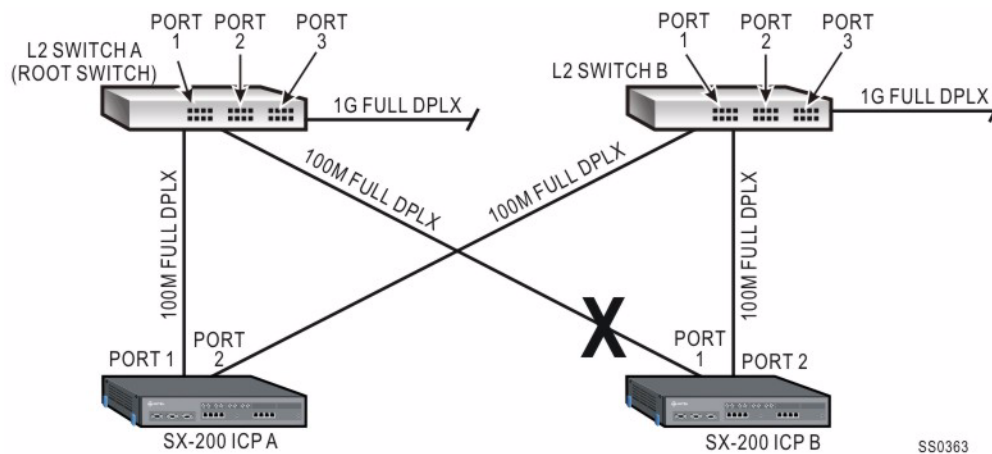 PORT 1
PORT 2
PORT 3
L2 SWITCH A
(ROOT SWITCH)
1G FULL DPLX
PORT 1
PORT 2
PORT 3
L2 SWITCH B
1G FULL DPLX
100M FULL DPLX
100M FULL DPLX
100M FULL DPLX
100M FULL DPLX
X
PORT 1
PORT 2
SX-200 ICP A
PORT 1
PORT 2
SX-200 ICP B
SS0363